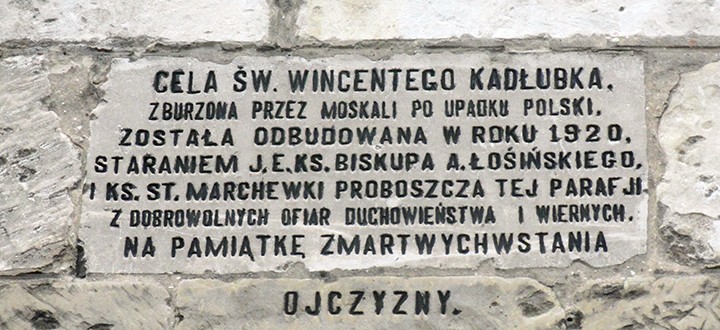 CELA ŚW. WINCENTEGO KADŁUBKA,
ZBURZONA PRZEZ MOSKALI PO UPADKU POLSKI,
ZOSTAŁA ODBUDOWANA W ROKU 1920,
STARANIEM J.E.KS. BISKUPA A.ŁOSIŃSKIEGO,
I KS. ST. MARCHEWKI PROBOSZCZA TEJ PARAFJI
Z DOBROWOLNYCH OFIAR DUCHOWIEŃSTWA I WIERNYCH.
NA PAMIĄTKĘ ZMARTWYCHWSTANIA
OJCZYZNY.